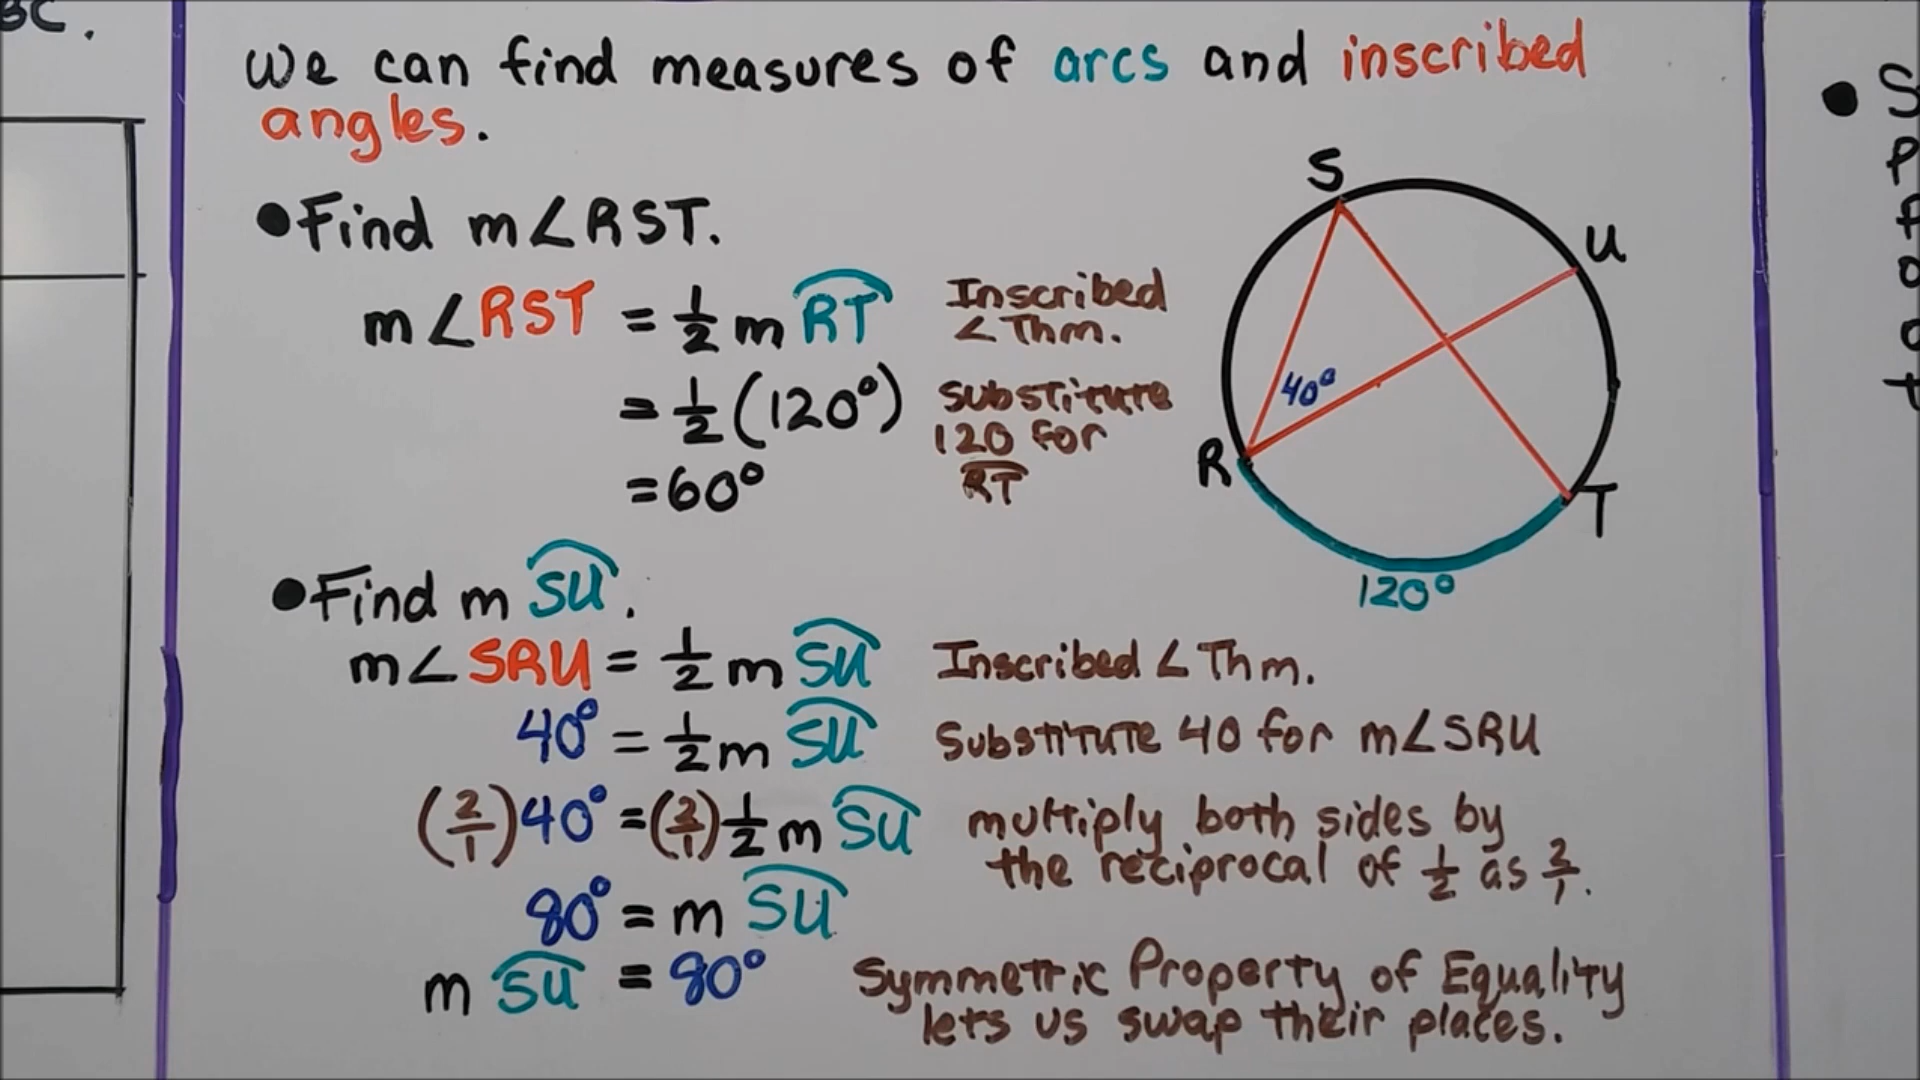 BC.
We can find measures of arcs and inscribed
angles.
•Find m∠RST.
m∠RST = 1/2 m RT Inscribed
∠Thm.
= 1/2 (120°) Substitute
120 for
RT
= 60°
S
U
40°
R
T
120°
•Find m SU.
m∠SRU = 1/2 m SU Inscribed ∠Thm.
40° = 1/2 m SU Substitute 40 for m∠SRU
(2/1)40° = (2/1)1/2 m SU multiply both sides by
the reciprocal of 1/2 as 2/1.
80° = m SU
m SU = 80° Symmetric Property of Equality
lets us swap their places.